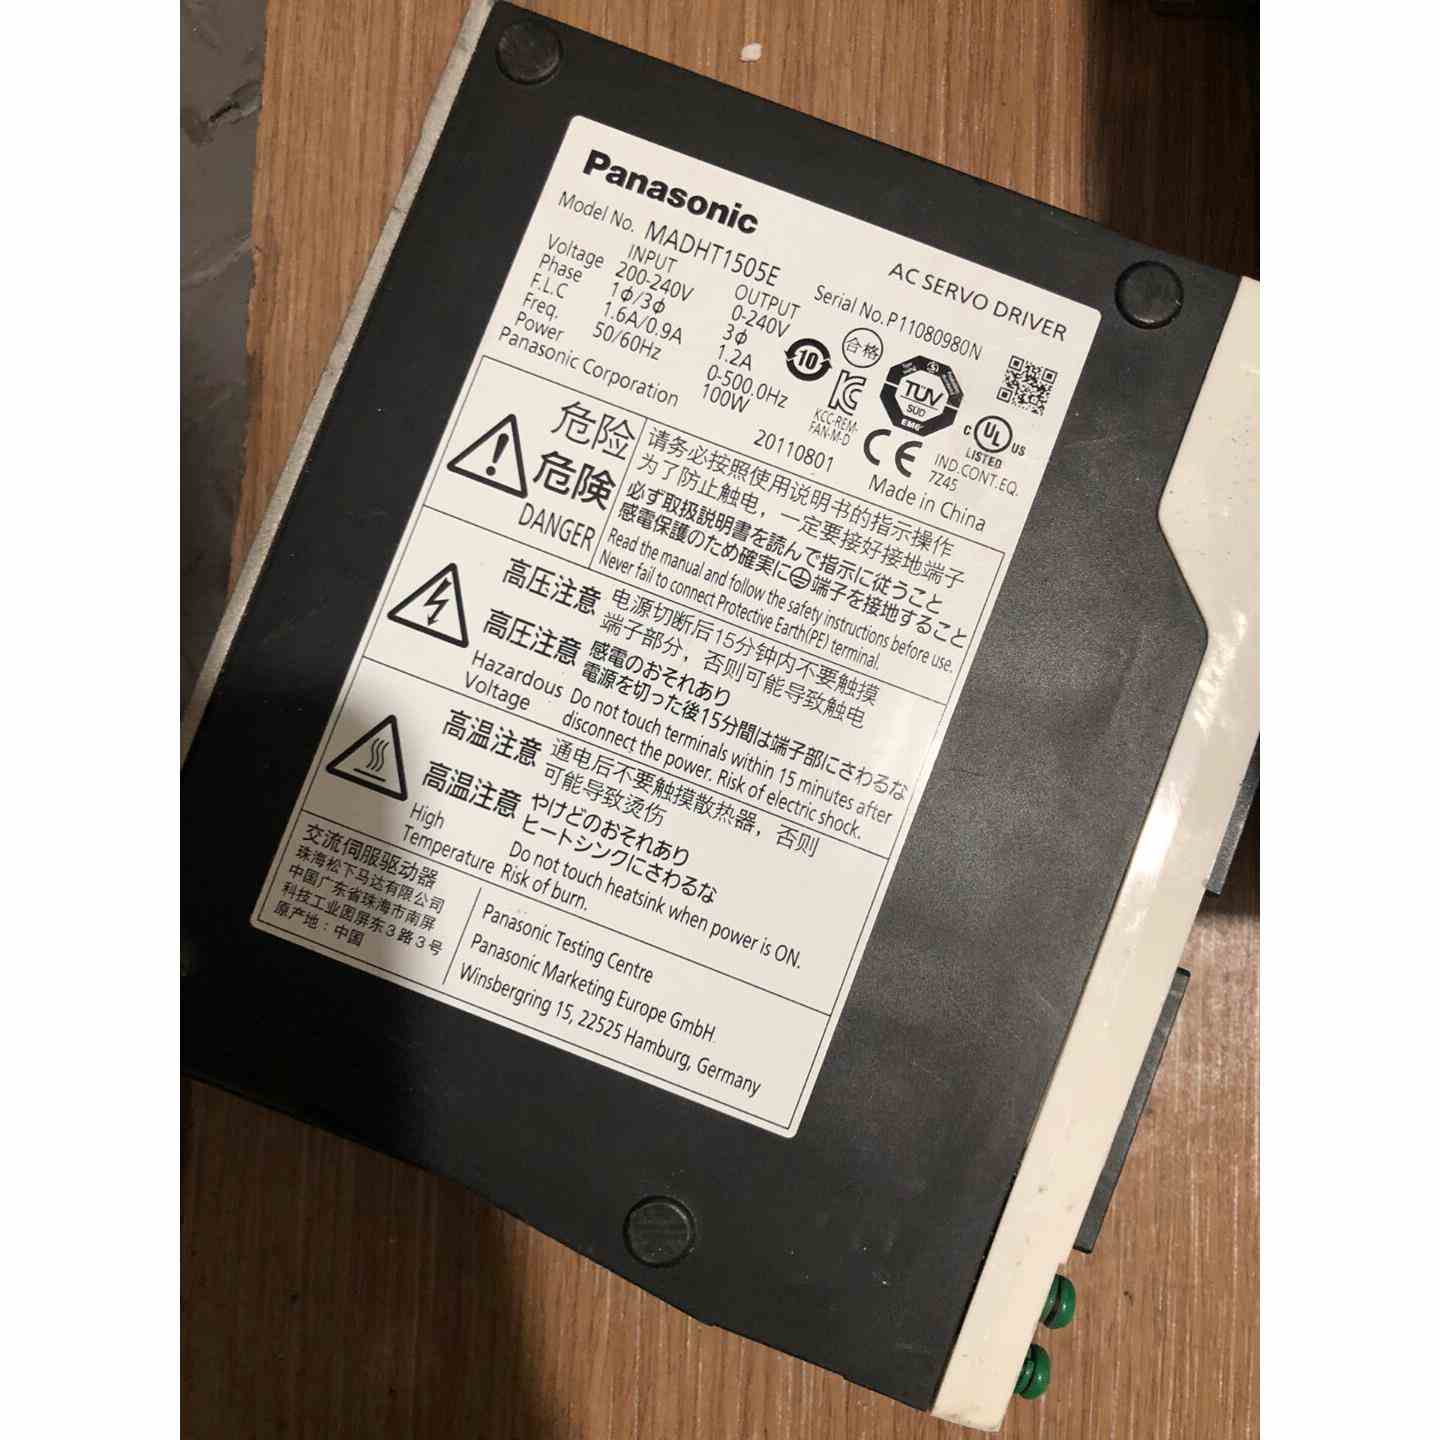 Panasonic
AC SERVO DRIVER
Model No. MADHT1505E
Serial No. P11080980N
INPUT OUTPUT
Voltage 200-240V 0-240V
Phase 1φ/3φ 3φ
F.L.C 1.6A/0.9A 1.2A
Freq. 50/60Hz 0-500.0Hz
Power 100W
Panasonic Corporation
20110801
10
合格
KCC-REM-
FAN-M-D
TÜV
SÜD
EMC
CE
C UL US
LISTED
IND.CONT.EQ.
7Z45
Made in China
危险
危険
DANGER
请务必按照使用说明书的指示操作
为了防止触电，一定要接好接地端子
必ず取扱説明書を読んで指示に従うこと
感電保護のため確実に端子を接地すること
Read the manual and follow the safety instructions before use.
Never fail to connect Protective Earth(PE) terminal.
高压注意
高圧注意
Hazardous
Voltage
电源切断后15分钟内不要触摸
端子部分，否则可能导致触电
感電のおそれあり
電源を切った後15分間は端子部にさわるな
Do not touch terminals within 15 minutes after
disconnect the power. Risk of electric shock.
高温注意
高温注意
High
Temperature
通电后不要触摸散热器，否则
可能导致烫伤
やけどのおそれあり
ヒートシンクにさわるな
Do not touch heatsink when power is ON.
Risk of burn.
交流伺服驱动器
珠海松下马达有限公司
中国广东省珠海市南屏
科技工业园屏东3路3号
原产地：中国
Panasonic Testing Centre
Panasonic Marketing Europe GmbH
Winsbergring 15, 22525 Hamburg, Germany